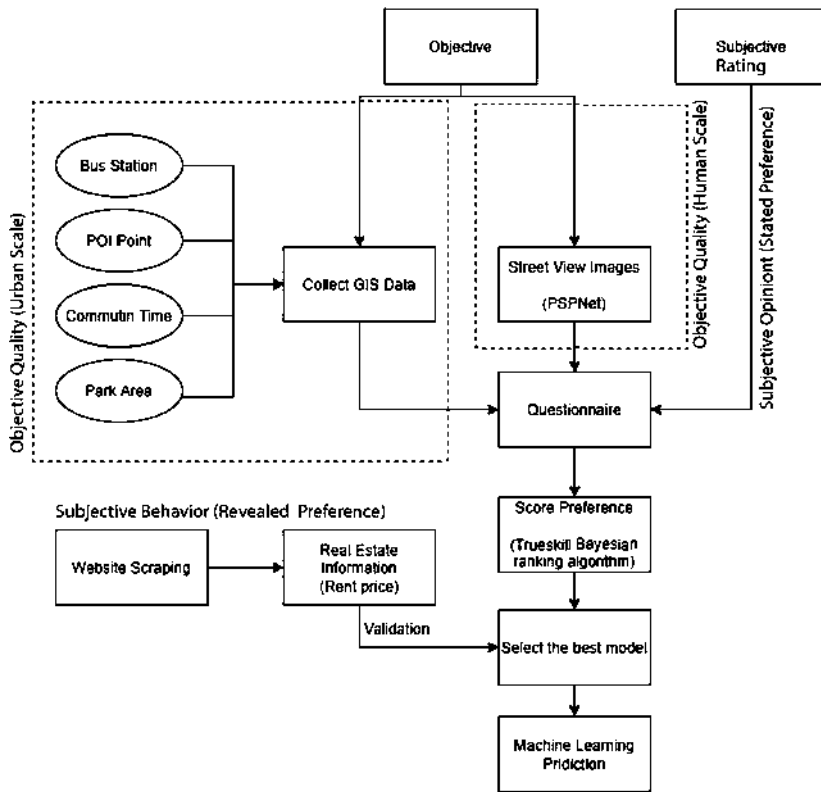 Objective
Subjective
Rating
Objective Quality (Urban Scale)
Bus Station
POI Point
Commutin Time
Park Area
Collect GIS Data
Street View Images
(PSPNet)
Objective Quality (Human Scale)
Subjective Opiniont (Stated Preference)
Questionnaire
Subjective Behavior (Revealed Preference)
Website Scraping
Real Estate
Information
(Rent price)
Validation
Score Preference
(Trueskill Bayesian
ranking algorithm)
Select the best model
Machine Learning
Pridiction